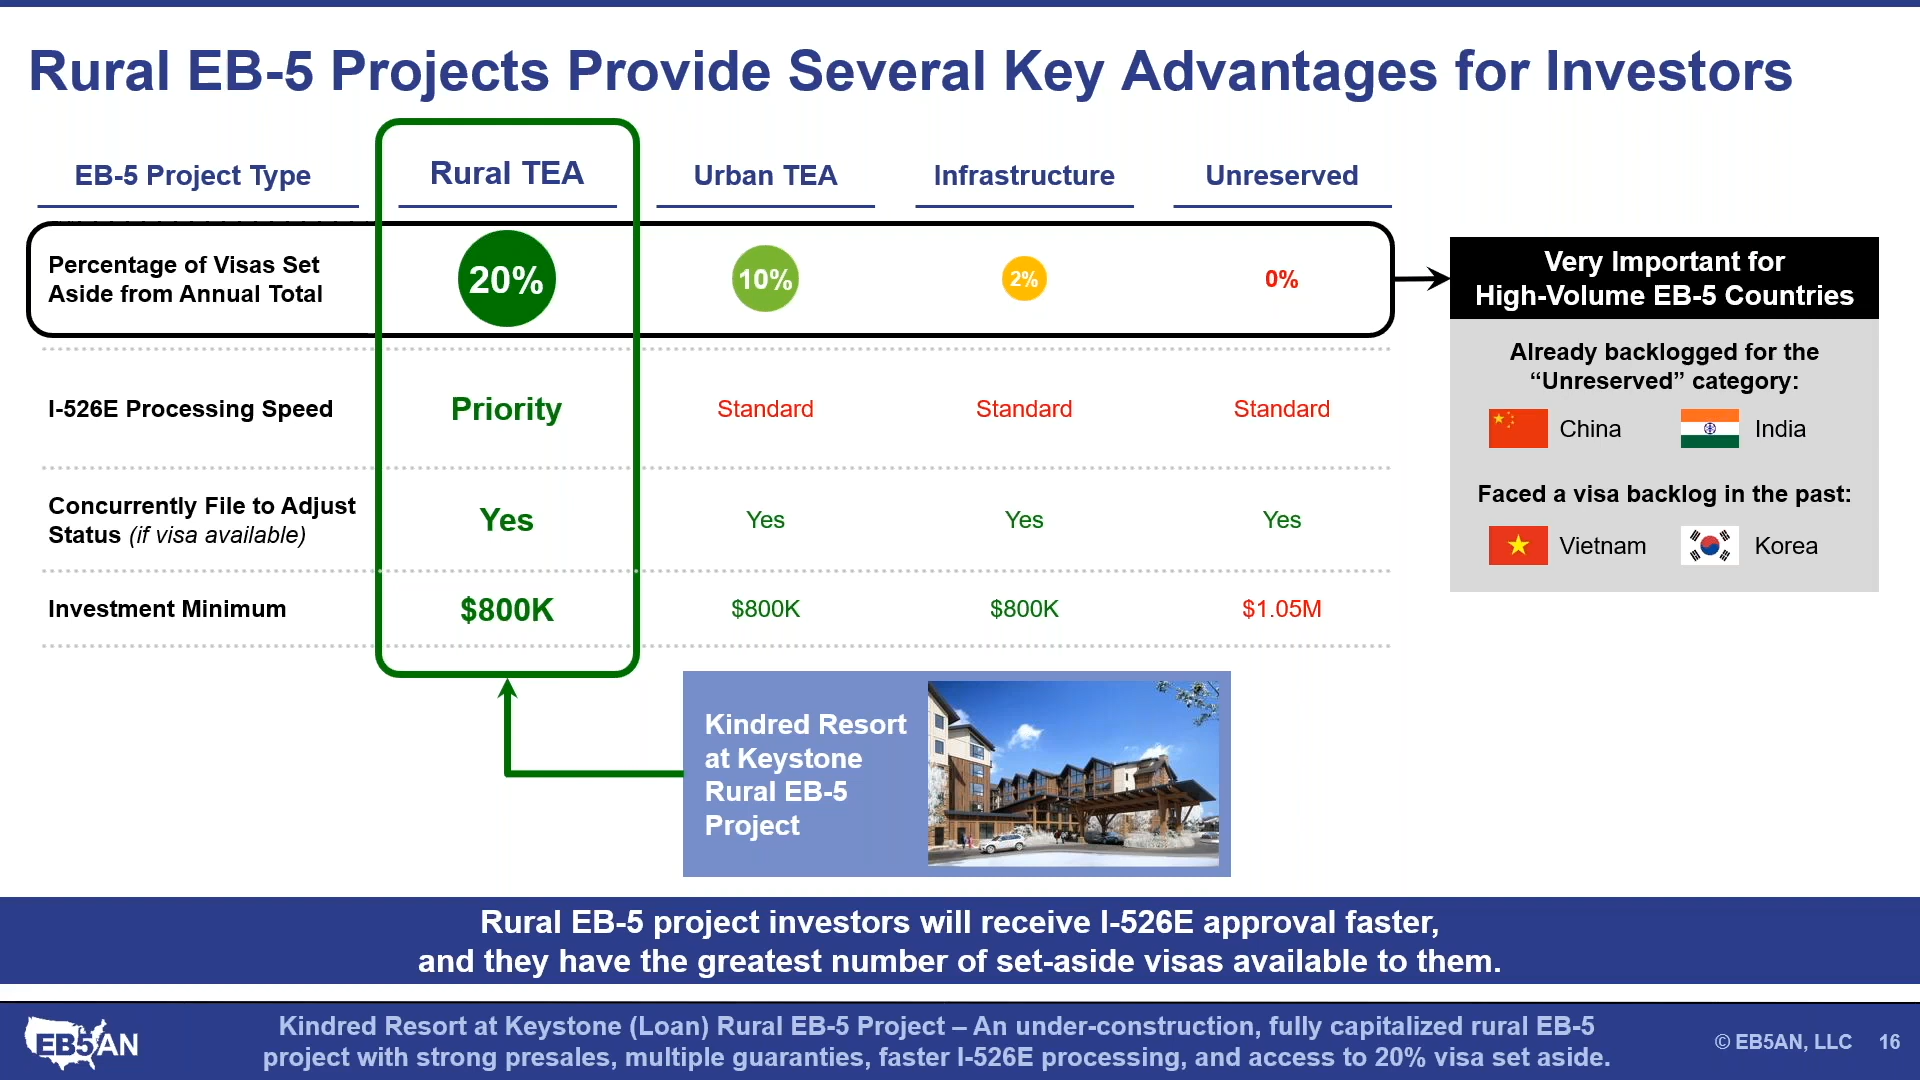 Rural EB-5 Projects Provide Several Key Advantages for Investors
EB-5 Project Type
Rural TEA
Urban TEA
Infrastructure
Unreserved
Percentage of Visas Set
Aside from Annual Total
20%
10%
2%
0%
I-526E Processing Speed
Priority
Standard
Standard
Standard
Concurrently File to Adjust
Status (if visa available)
Yes
Yes
Yes
Yes
Investment Minimum
$800K
$800K
$800K
$1.05M
Very Important for
High-Volume EB-5 Countries
Already backlogged for the
“Unreserved” category:
China
India
Faced a visa backlog in the past:
Vietnam
Korea
Kindred Resort
at Keystone
Rural EB-5
Project
Rural EB-5 project investors will receive I-526E approval faster,
and they have the greatest number of set-aside visas available to them.
EB5AN
Kindred Resort at Keystone (Loan) Rural EB-5 Project – An under-construction, fully capitalized rural EB-5
project with strong presales, multiple guaranties, faster I-526E processing, and access to 20% visa set aside.
© EB5AN, LLC
16